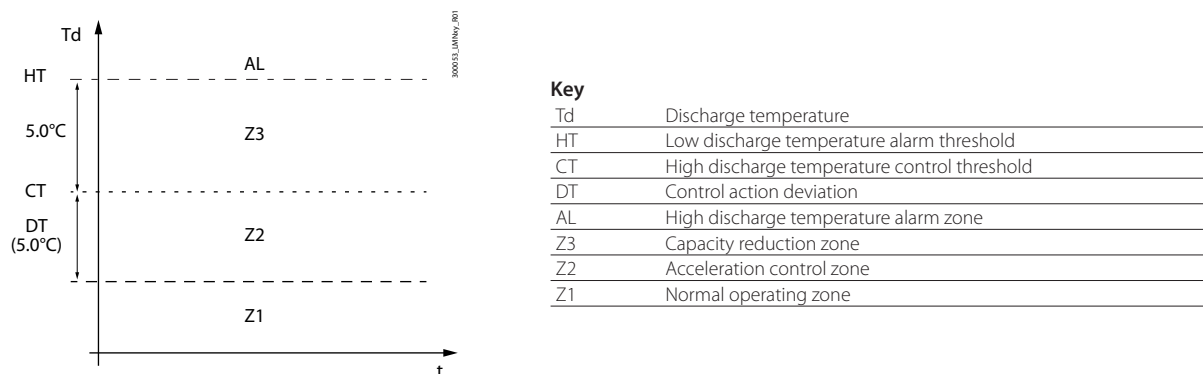 Td
300053_LMNxy_R01
AL
HT
5.0°C
Z3
CT
DT
(5.0°C)
Z2
Z1
t
Key
Td Discharge temperature
HT Low discharge temperature alarm threshold
CT High discharge temperature control threshold
DT Control action deviation
AL High discharge temperature alarm zone
Z3 Capacity reduction zone
Z2 Acceleration control zone
Z1 Normal operating zone